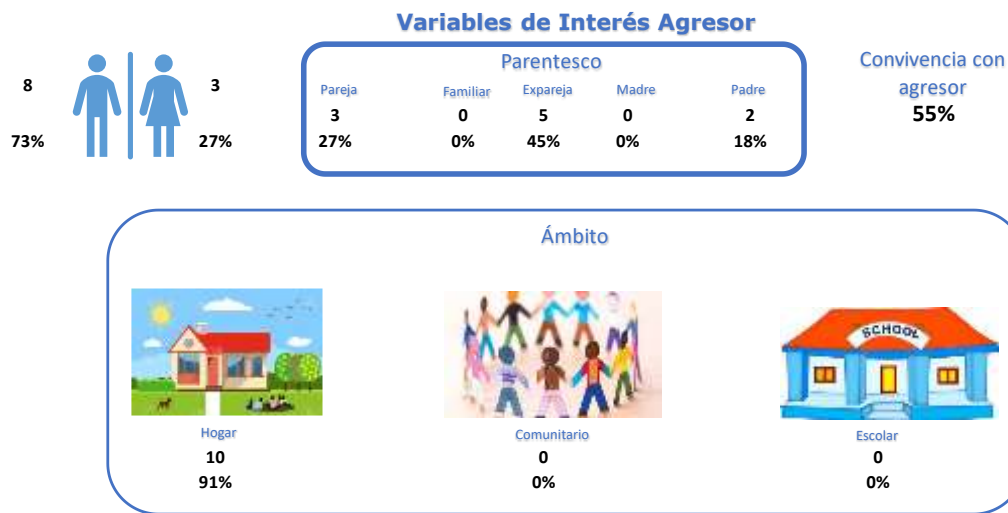 Variables de Interés Agresor
8
3
73%
27%
Parentesco
Pareja Familiar Expareja Madre Padre
3 0 5 0 2
27% 0% 45% 0% 18%
Convivencia con
agresor
55%
Ámbito
SCHOOL
Hogar Comunitario Escolar
10 0 0
91% 0% 0%